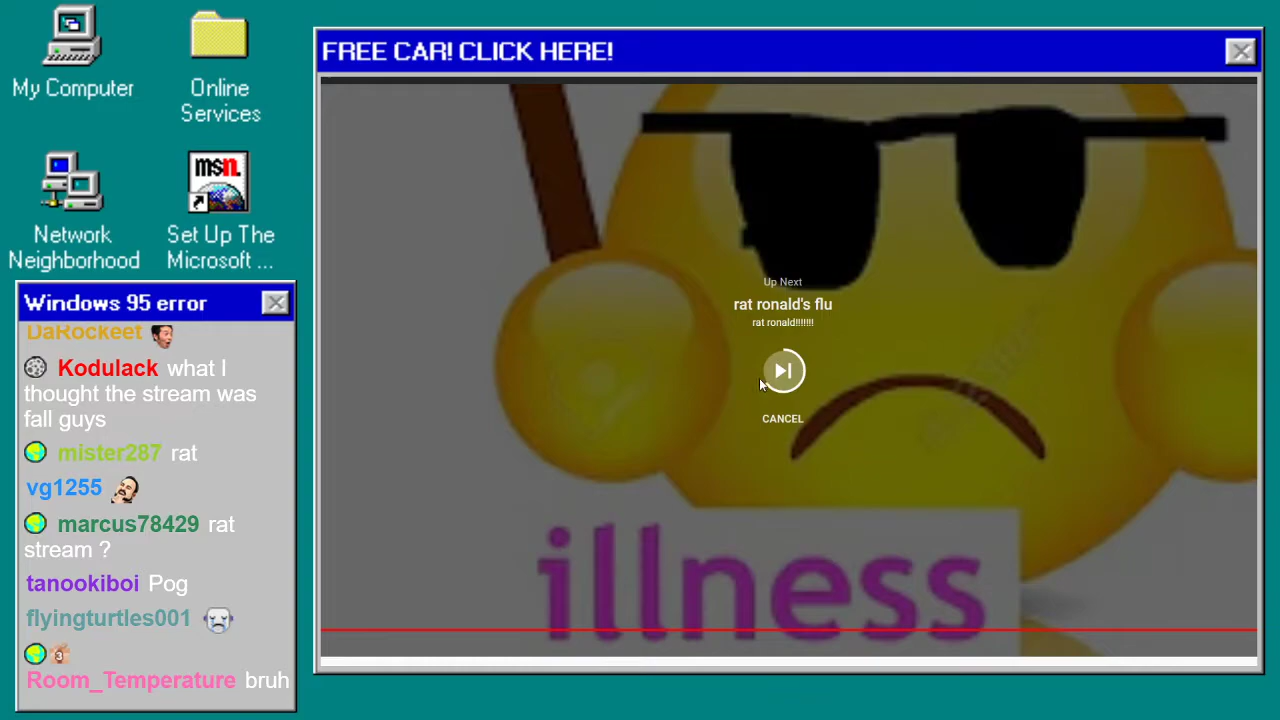 My Computer
Online
Services
Network
Neighborhood
msn.
Set Up The
Microsoft ...
Windows 95 error
DaRockeet
Kodulack what I
thought the stream was
fall guys
mister287 rat
vg1255
marcus78429 rat
stream ?
tanookiboi Pog
flyingturtles001
3
Room_Temperature bruh
FREE CAR! CLICK HERE!
Up Next
rat ronald's flu
rat ronald!!!!!!!
CANCEL
illness